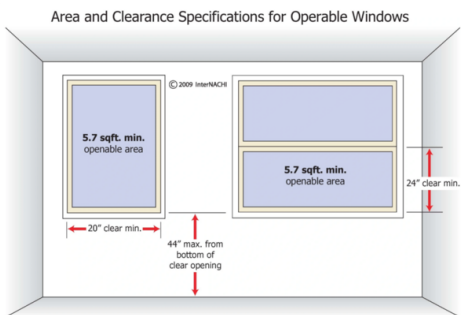 Area and Clearance Specifications for Operable Windows
© 2009 InterNACHI
5.7 sqft. min.
openable area
5.7 sqft. min.
openable area
24" clear min.
20" clear min.
44" max. from
bottom of
clear opening